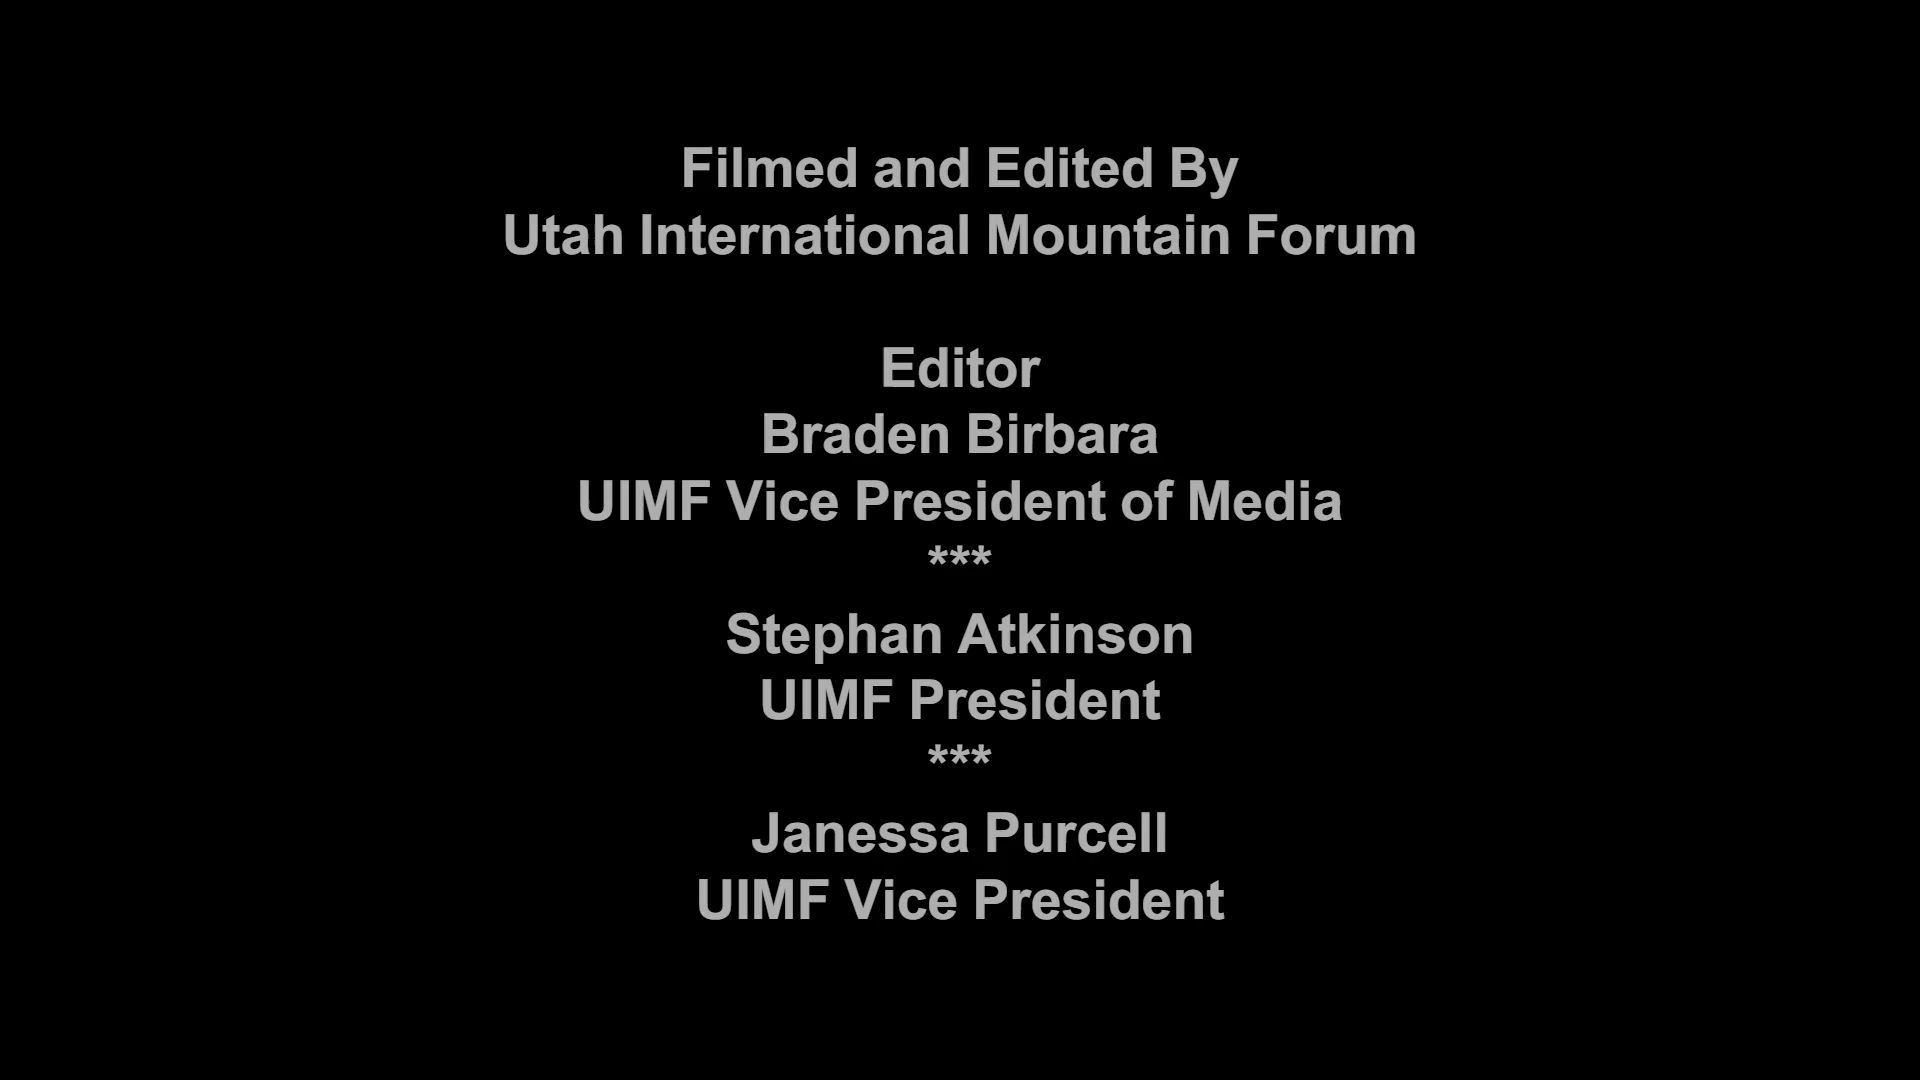 Filmed and Edited By
Utah International Mountain Forum
Editor
Braden Birbara
UIMF Vice President of Media
***
Stephan Atkinson
UIMF President
***
Janessa Purcell
UIMF Vice President